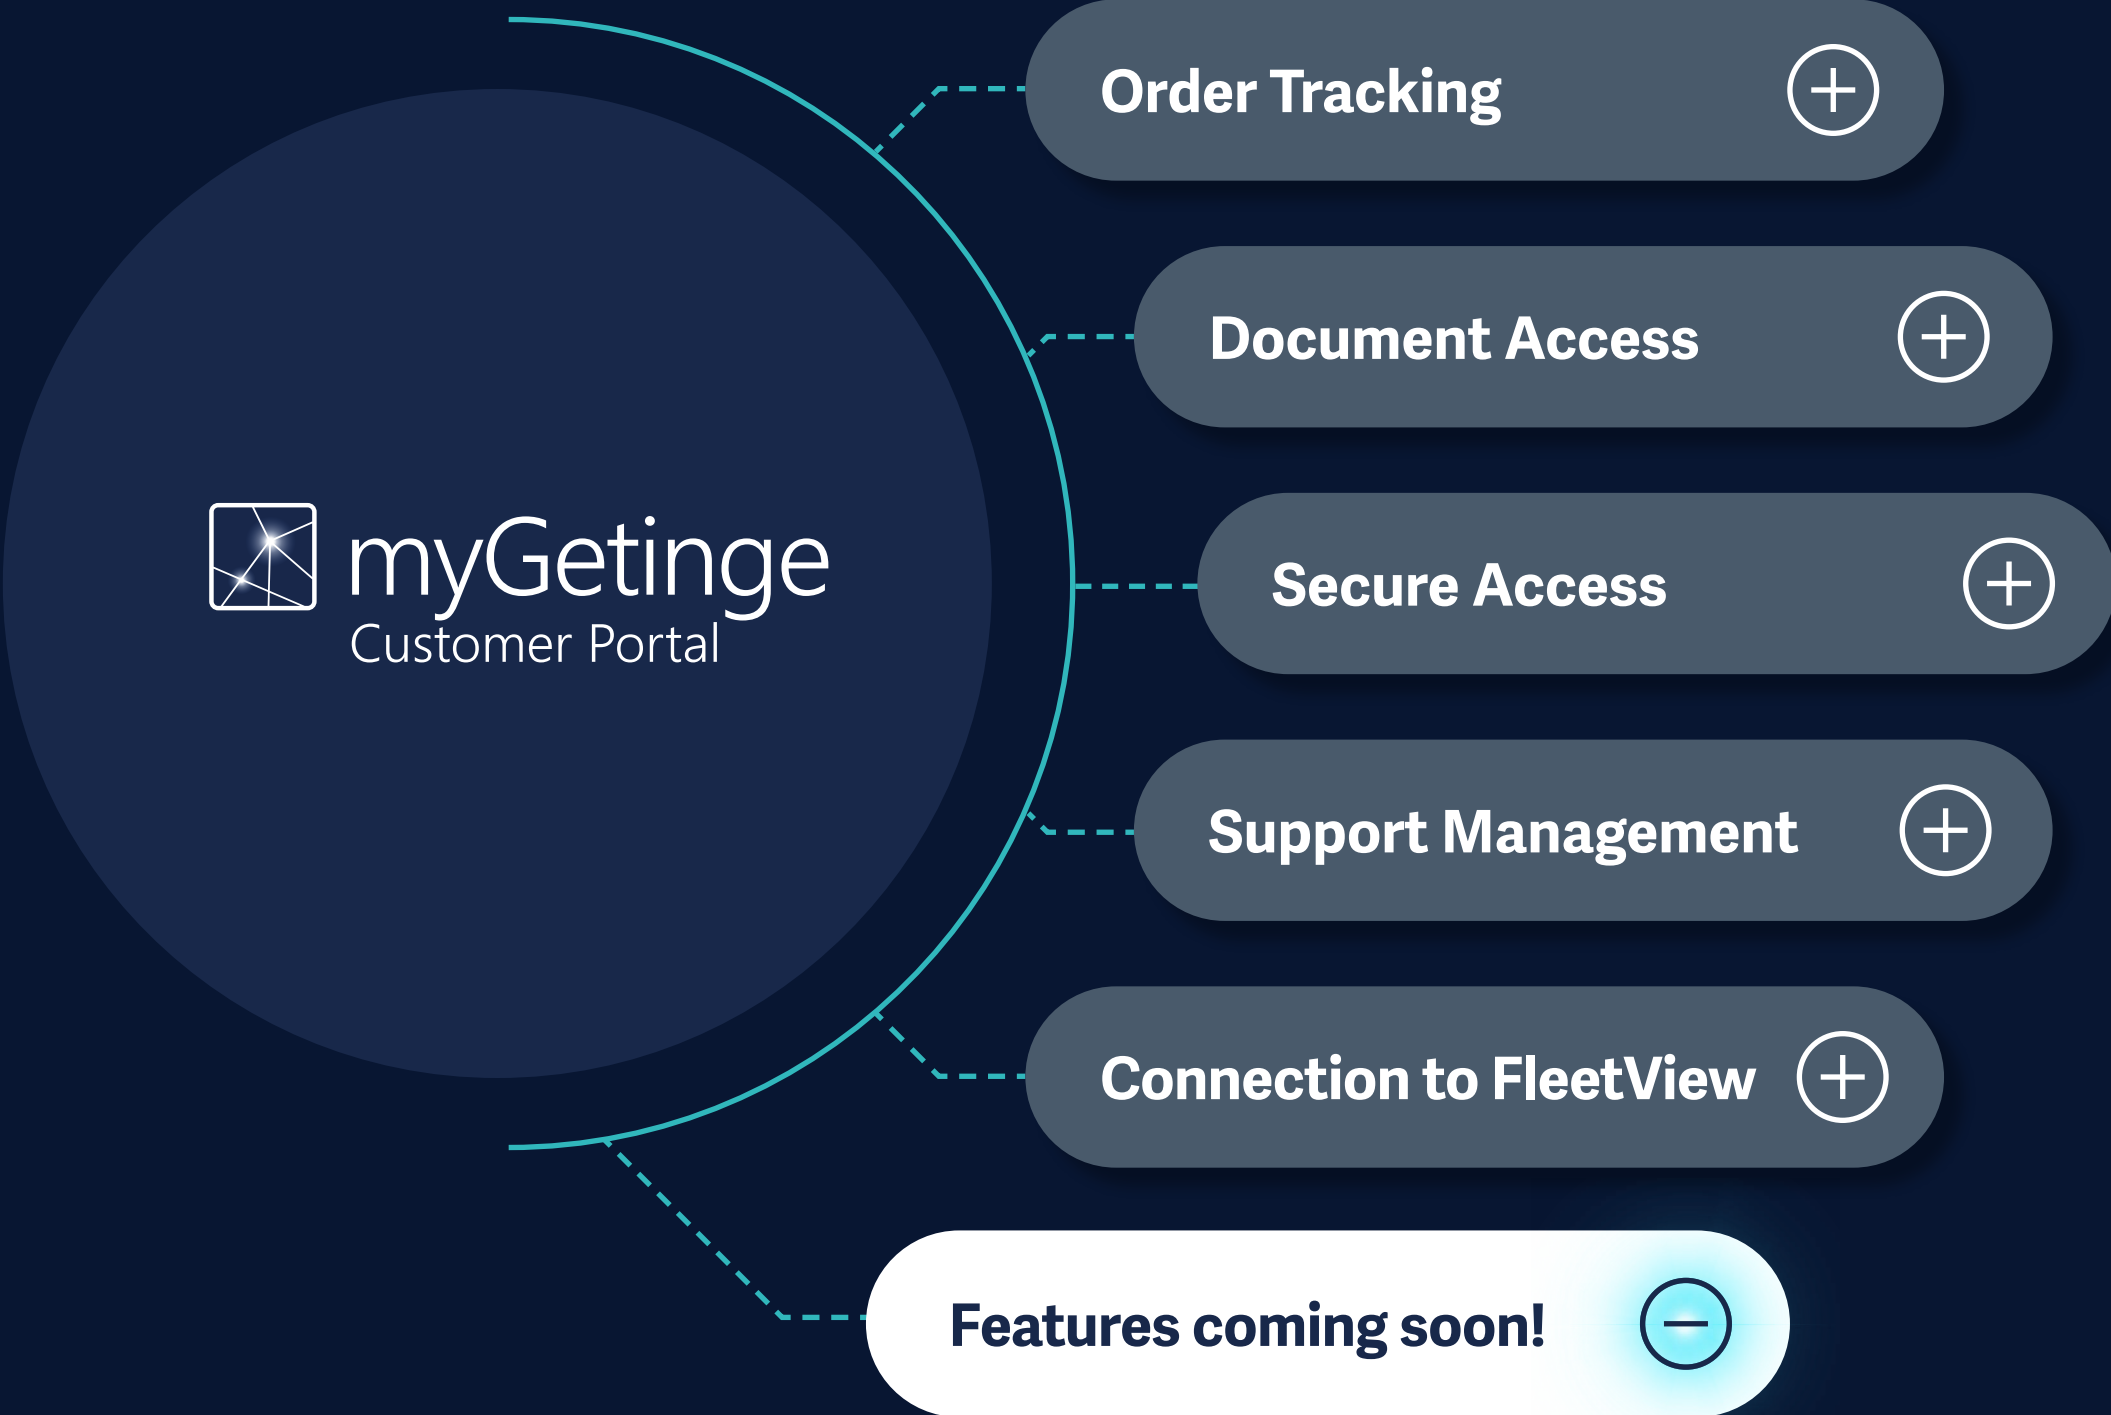 myGetinge
Customer Portal
Order Tracking
Document Access
Secure Access
Support Management
Connection to FleetView
Features coming soon!